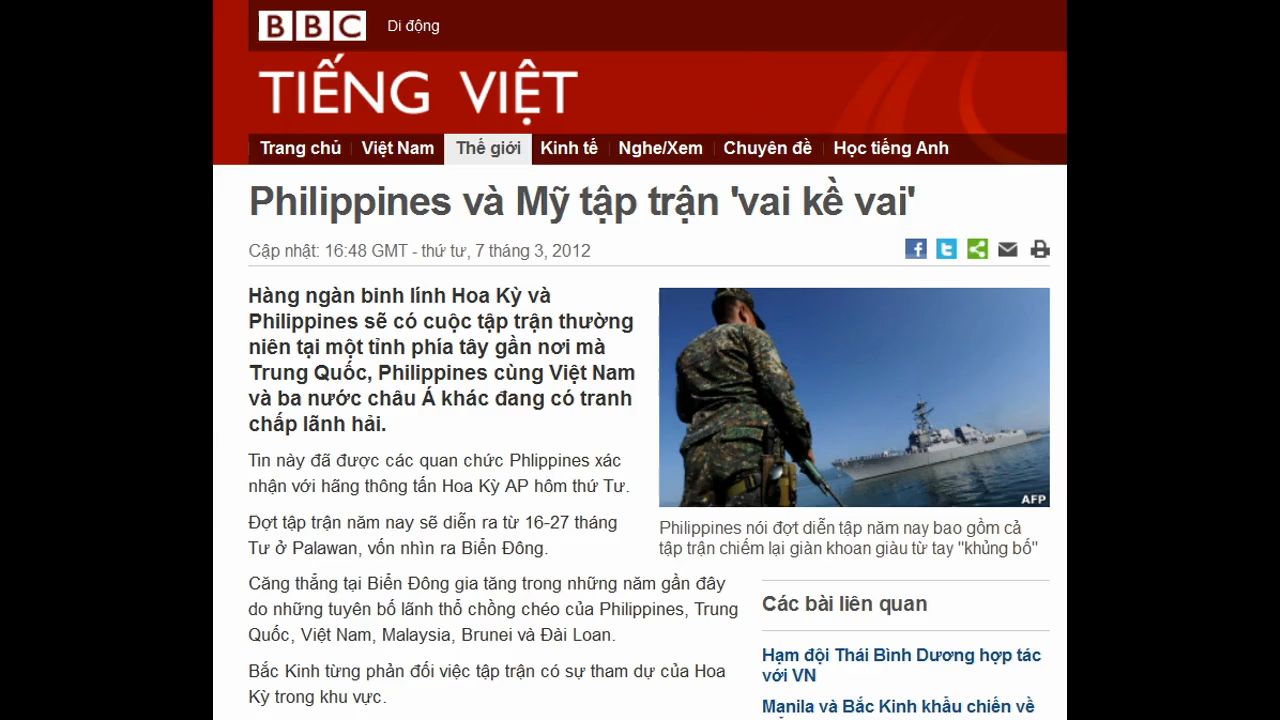 BBC Di động
TIẾNG VIỆT
Trang chủ Việt Nam Thế giới Kinh tế Nghe/Xem Chuyên đề Học tiếng Anh
Philippines và Mỹ tập trận 'vai kề vai'
Cập nhật: 16:48 GMT - thứ tư, 7 tháng 3, 2012
Hàng ngàn binh lính Hoa Kỳ và
Philippines sẽ có cuộc tập trận thường
niên tại một tỉnh phía tây gần nơi mà
Trung Quốc, Philippines cùng Việt Nam
và ba nước châu Á khác đang có tranh
chấp lãnh hải.
Tin này đã được các quan chức Phlippines xác
nhận với hãng thông tấn Hoa Kỳ AP hôm thứ Tư.
Đợt tập trận năm nay sẽ diễn ra từ 16-27 tháng
Tư ở Palawan, vốn nhìn ra Biển Đông.
Căng thẳng tại Biển Đông gia tăng trong những năm gần đây
do những tuyên bố lãnh thổ chồng chéo của Philippines, Trung
Quốc, Việt Nam, Malaysia, Brunei và Đài Loan.
Bắc Kinh từng phản đối việc tập trận có sự tham dự của Hoa
Kỳ trong khu vực.
AFP
Philippines nói đợt diễn tập năm nay bao gồm cả
tập trận chiếm lại giàn khoan giàu từ tay "khủng bố"
Các bài liên quan
Hạm đội Thái Bình Dương hợp tác
với VN
Manila và Bắc Kinh khẩu chiến về